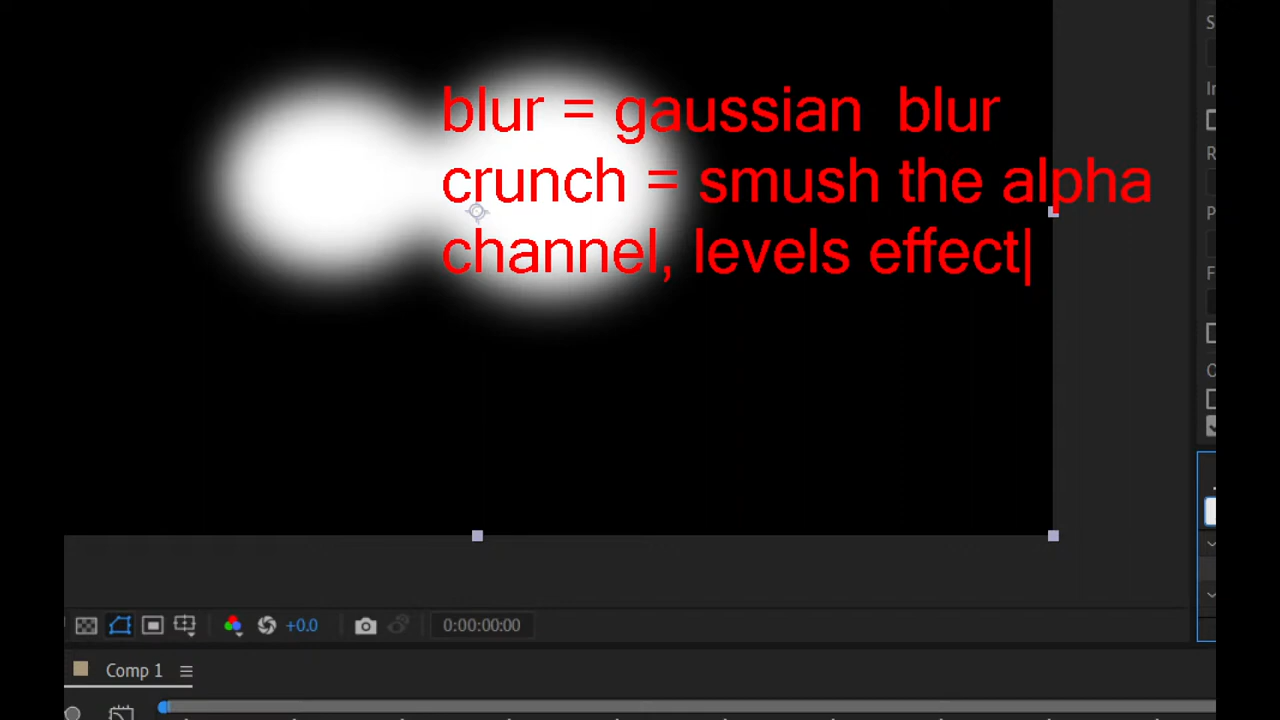 blur = gaussian  blur
crunch = smush the alpha
channel, levels effect
+0.0
0:00:00:00
Comp 1